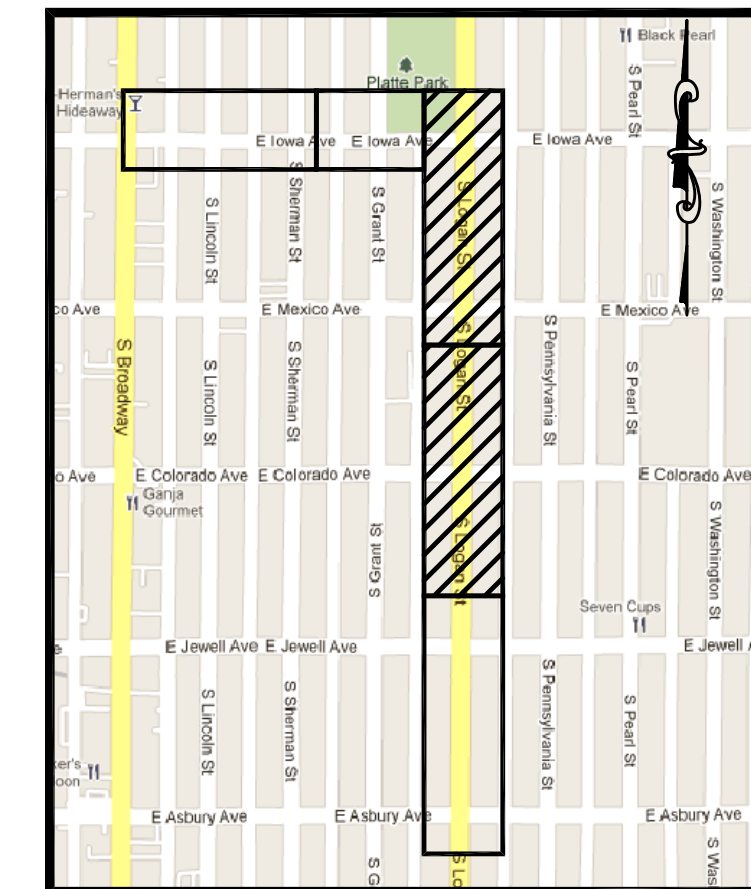 Black Pearl
Platte Park
Herman's
Hideaway
E Iowa Ave
E Iowa Ave
E Iowa Ave
S Pearl St
S Lincoln St
S Sherman St
S Grant St
S Logan St
S Washington St
co Ave
E Mexico Ave
E Mexico Ave
S Broadway
S Lincoln St
S Sherman St
S Logan St
S Pennsylvania St
S Pearl St
o Ave
E Colorado Ave
E Colorado Ave
E Colorado Ave
Ganja
Gourmet
S Grant St
S Logan St
S Washington St
Seven Cups
e
E Jewell Ave
E Jewell Ave
E Jewell
S Lincoln St
S Sherman St
S Pennsylvania St
S Pearl St
ker's
oon
E Asbury Ave
E Asbury Ave
E Asbury Ave
S G
S Lo
S Was